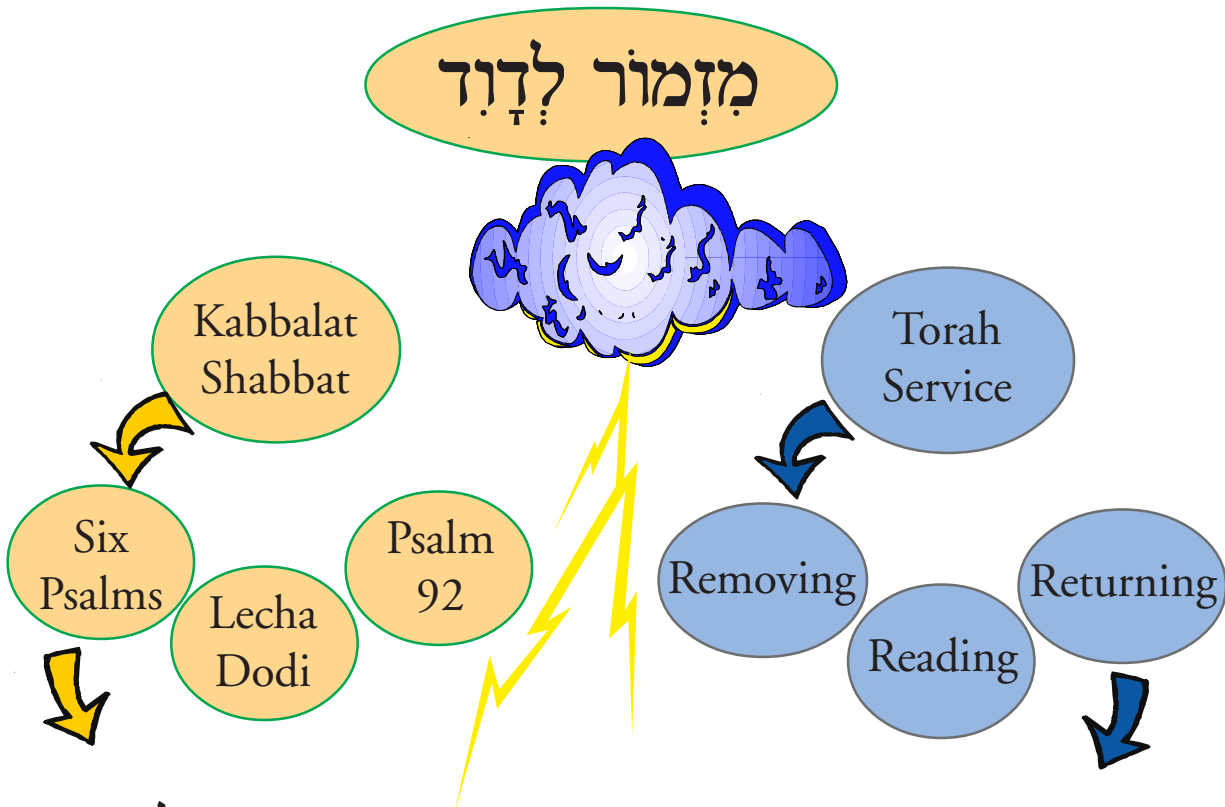 מִזְמוֹר לְדָוִד
Kabbalat
Shabbat
Torah
Service
Six
Psalms
Lecha
Dodi
Psalm
92
Removing
Reading
Returning